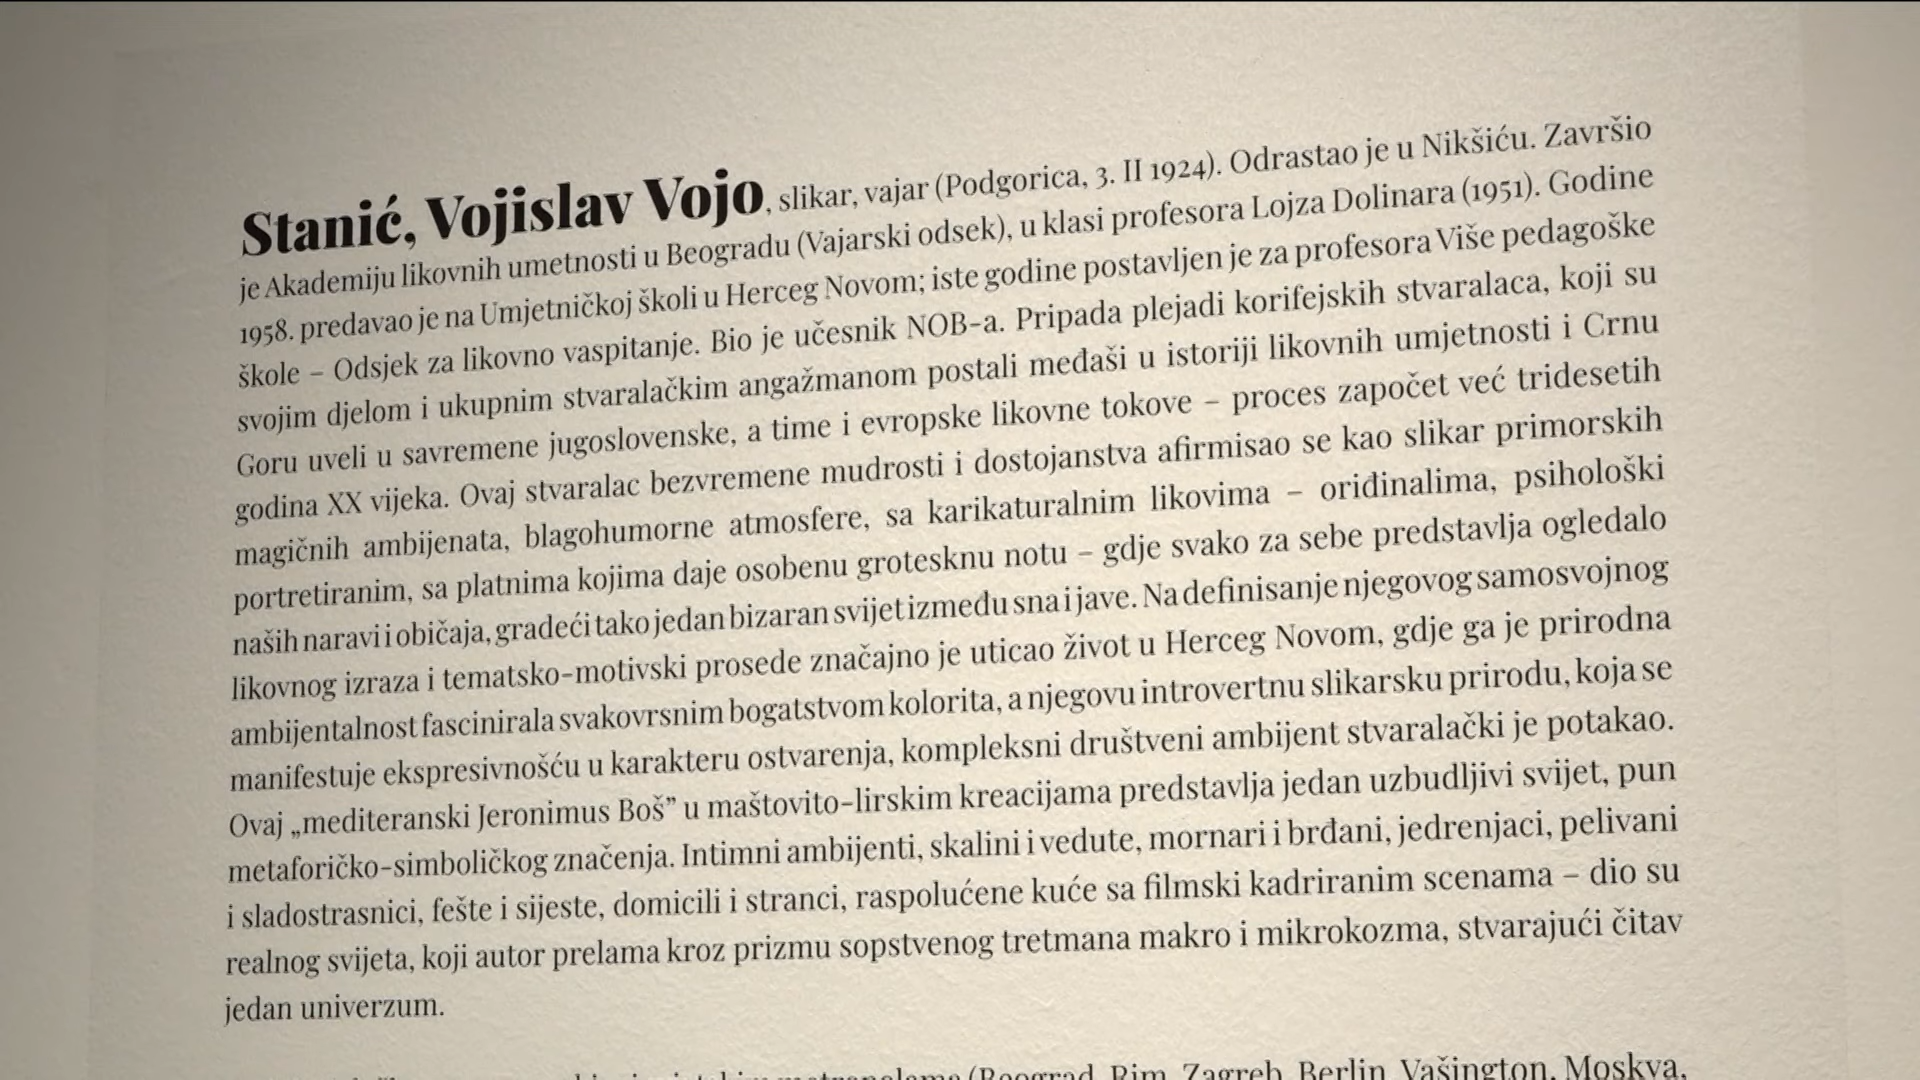 Stanić, Vojislav Vojo, slikar, vajar (Podgorica, 3. II 1924). Odrastao je u Nikšiću. Završio
je Akademiju likovnih umetnosti u Beogradu (Vajarski odsek), u klasi profesora Lojza Dolinara (1951). Godine
1958. predavao je na Umjetničkoj školi u Herceg Novom; iste godine postavljen je za profesora Više pedagoške
škole – Odsjek za likovno vaspitanje. Bio je učesnik NOB-a. Pripada plejadi korifejskih stvaralaca, koji su
svojim djelom i ukupnim stvaralačkim angažmanom postali međaši u istoriji likovnih umjetnosti i Crnu
Goru uveli u savremene jugoslovenske, a time i evropske likovne tokove – proces započet već tridesetih
godina XX vijeka. Ovaj stvaralac bezvremene mudrosti i dostojanstva afirmisao se kao slikar primorskih
magičnih ambijenata, blagohumorne atmosfere, sa karikaturalnim likovima – oriđinalima, psihološki
portretiranim, sa platnima kojima daje osobenu grotesknu notu – gdje svako za sebe predstavlja ogledalo
naših naravi i običaja, gradeći tako jedan bizaran svijet između sna i jave. Na definisanje njegovog samosvojnog
likovnog izraza i tematsko-motivski prosede značajno je uticao život u Herceg Novom, gdje ga je prirodna
ambijentalnost fascinirala svakovrsnim bogatstvom kolorita, a njegovu introvertnu slikarsku prirodu, koja se
manifestuje ekspresivnošću u karakteru ostvarenja, kompleksni društveni ambijent stvaralački je potakao.
Ovaj „mediteranski Jeronimus Boš” u maštovito-lirskim kreacijama predstavlja jedan uzbudljivi svijet, pun
metaforičko-simboličkog značenja. Intimni ambijenti, skalini i vedute, mornari i brđani, jedrenjaci, pelivani
i sladostrasnici, fešte i sijeste, domicili i stranci, raspolućene kuće sa filmski kadriranim scenama – dio su
realnog svijeta, koji autor prelama kroz prizmu sopstvenog tretmana makro i mikrokozma, stvarajući čitav
jedan univerzum.
(Beograd, Rim, Zagreb, Berlin, Vašington, Moskva,